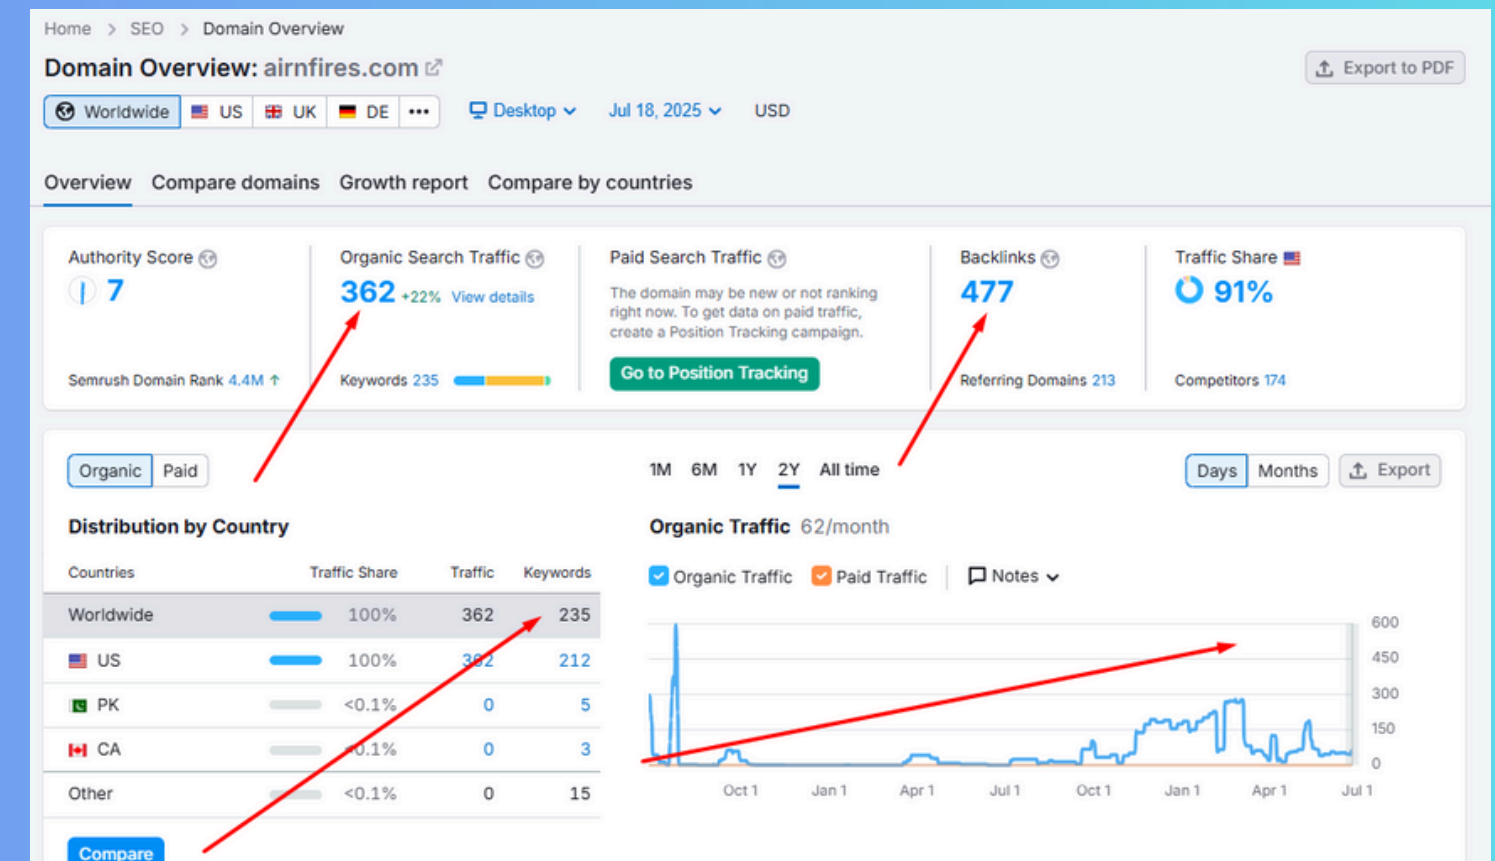 Home > SEO > Domain Overview
Domain Overview: airnfires.com
Export to PDF
Worldwide US UK DE •••
Desktop Jul 18, 2025 USD
Overview Compare domains Growth report Compare by countries
Authority Score
7
Semrush Domain Rank 4.4M ↑
Organic Search Traffic
362 +22% View details
Keywords 235
Paid Search Traffic
The domain may be new or not ranking
right now. To get data on paid traffic,
create a Position Tracking campaign.
Go to Position Tracking
Backlinks
477
Referring Domains 213
Traffic Share
91%
Competitors 174
Organic Paid
Distribution by Country
Countries Traffic Share Traffic Keywords
Worldwide 100% 362 235
US 100% 362 212
PK <0.1% 0 5
CA <0.1% 0 3
Other <0.1% 0 15
Compare
1M 6M 1Y 2Y All time
Days Months Export
Organic Traffic 62/month
Organic Traffic Paid Traffic Notes
600
450
300
150
0
Oct 1 Jan 1 Apr 1 Jul 1 Oct 1 Jan 1 Apr 1 Jul 1